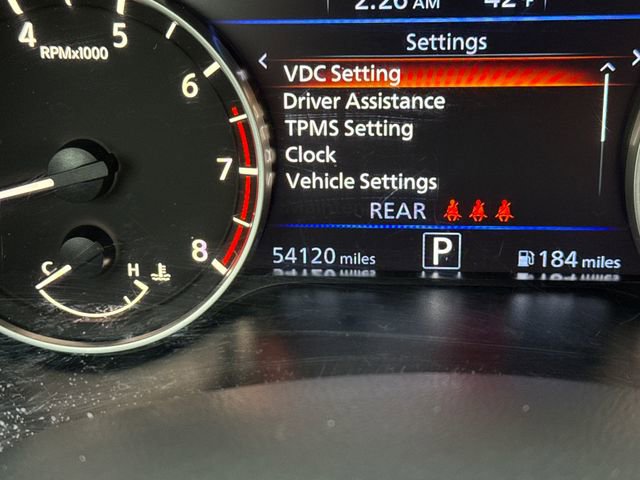 2:26 AM 42°F
Settings
VDC Setting
Driver Assistance
TPMS Setting
Clock
Vehicle Settings
REAR
54120 miles P 184 miles
4 5 6 7 8
RPMx1000
C H